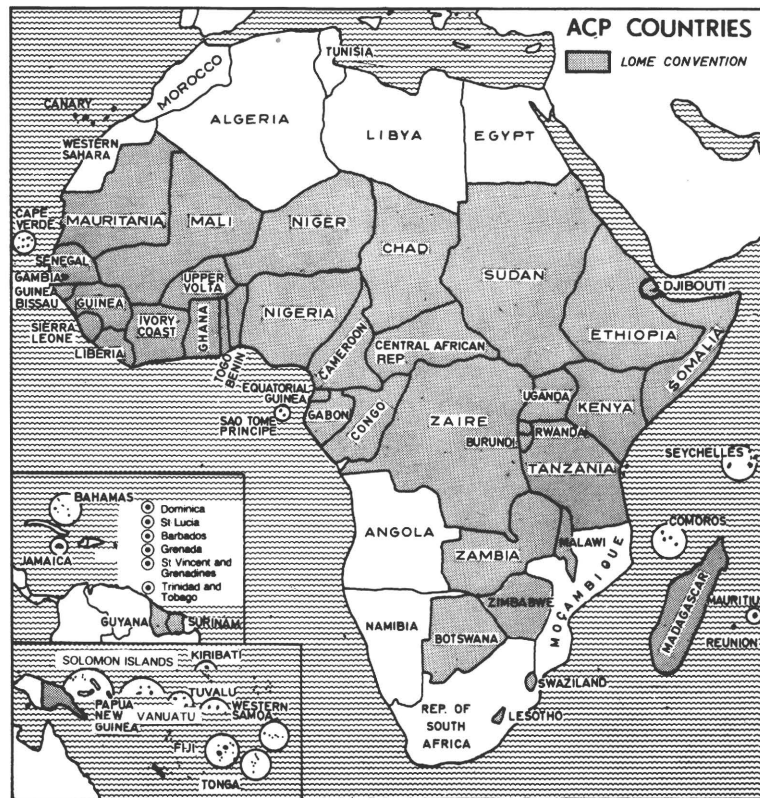 ACP COUNTRIES
LOME CONVENTION
TUNISIA
MOROCCO
CANARY
ALGERIA
LIBYA
EGYPT
WESTERN
SAHARA
MAURITANIA
MALI
NIGER
CHAD
SUDAN
CAPE
VERDE
SENEGAL
GAMBIA
GUINEA
BISSAU
GUINEA
UPPER
VOLTA
IVORY
COAST
GHANA
NIGERIA
SIERRA
LEONE
LIBERIA
TOGO
BENIN
CAMEROON
CENTRAL AFRICAN
REP.
DJIBOUTI
ETHIOPIA
SOMALIA
EQUATORIAL
GUINEA
SAO TOME
PRINCIPE
GABON
CONGO
ZAIRE
UGANDA
KENYA
RWANDA
BURUNDI
TANZANIA
SEYCHELLES
COMOROS
ANGOLA
ZAMBIA
MALAWI
MOÇAMBIQUE
ZIMBABWE
NAMIBIA
BOTSWANA
MADAGASCAR
MAURITIUS
REUNION
SWAZILAND
LESOTHO
REP. OF
SOUTH
AFRICA
BAHAMAS
JAMAICA
Dominica
St Lucia
Barbados
Grenada
St Vincent and
Grenadines
Trinidad and
Tobago
GUYANA
SURINAM
SOLOMON ISLANDS
KIRIBATI
TUVALU
PAPUA
NEW
GUINEA
VANUATU
WESTERN
SAMOA
FIJI
TONGA